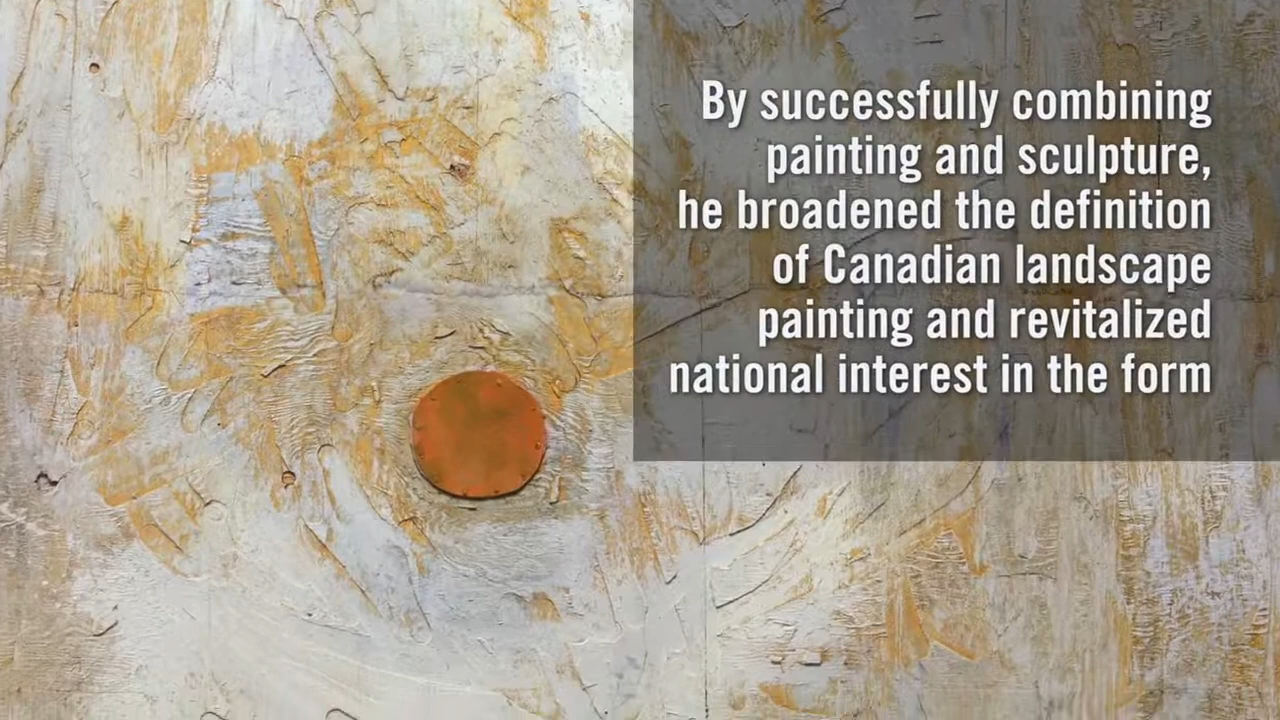 By successfully combining
painting and sculpture,
he broadened the definition
of Canadian landscape
painting and revitalized
national interest in the form